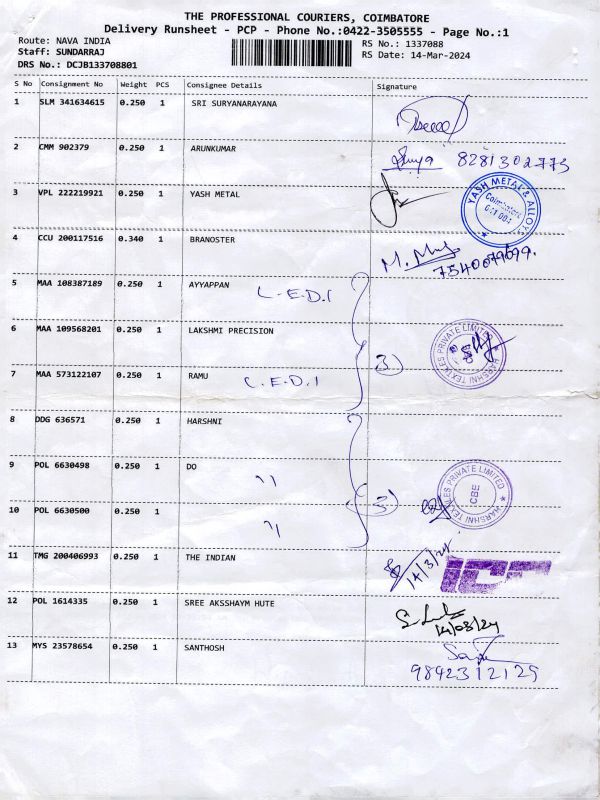 THE PROFESSIONAL COURIERS, COIMBATORE
Delivery Runsheet - PCP - Phone No.:0422-3505555 - Page No.:1
Route: NAVA INDIA
RS No.: 1337088
Staff: SUNDARRAJ
RS Date: 14-Mar-2024
DRS No.: DCJB133708801
S No Consignment No Weight PCS Consignee Details Signature
1 SLM 341634615 0.250 1 SRI SURYANARAYANA
2 CMM 902379 0.250 1 ARUNKUMAR 8281302773
3 VPL 222219921 0.250 1 YASH METAL
YASH METAL & ALLOY
Coimbatore
4 CCU 200117516 0.340 1 BRANOSTER
7540079699.
5 MAA 108387189 0.250 1 AYYAPPAN L.E.D.I
6 MAA 109568201 0.250 1 LAKSHMI PRECISION
HARSHNI TEXTILES PRIVATE LIMITED
3)
7 MAA 573122107 0.250 1 RAMU L.E.D.I
8 DDG 636571 0.250 1 HARSHNI
9 POL 6630498 0.250 1 DO
HARSHNI TEXTILES PRIVATE LIMITED
CBE
3)
10 POL 6630500 0.250 1
11 TMG 200406993 0.250 1 THE INDIAN
14/3/24
12 POL 1614335 0.250 1 SREE AKSSHAYM HUTE
14/03/24
13 MYS 23578654 0.250 1 SANTHOSH
9842312125